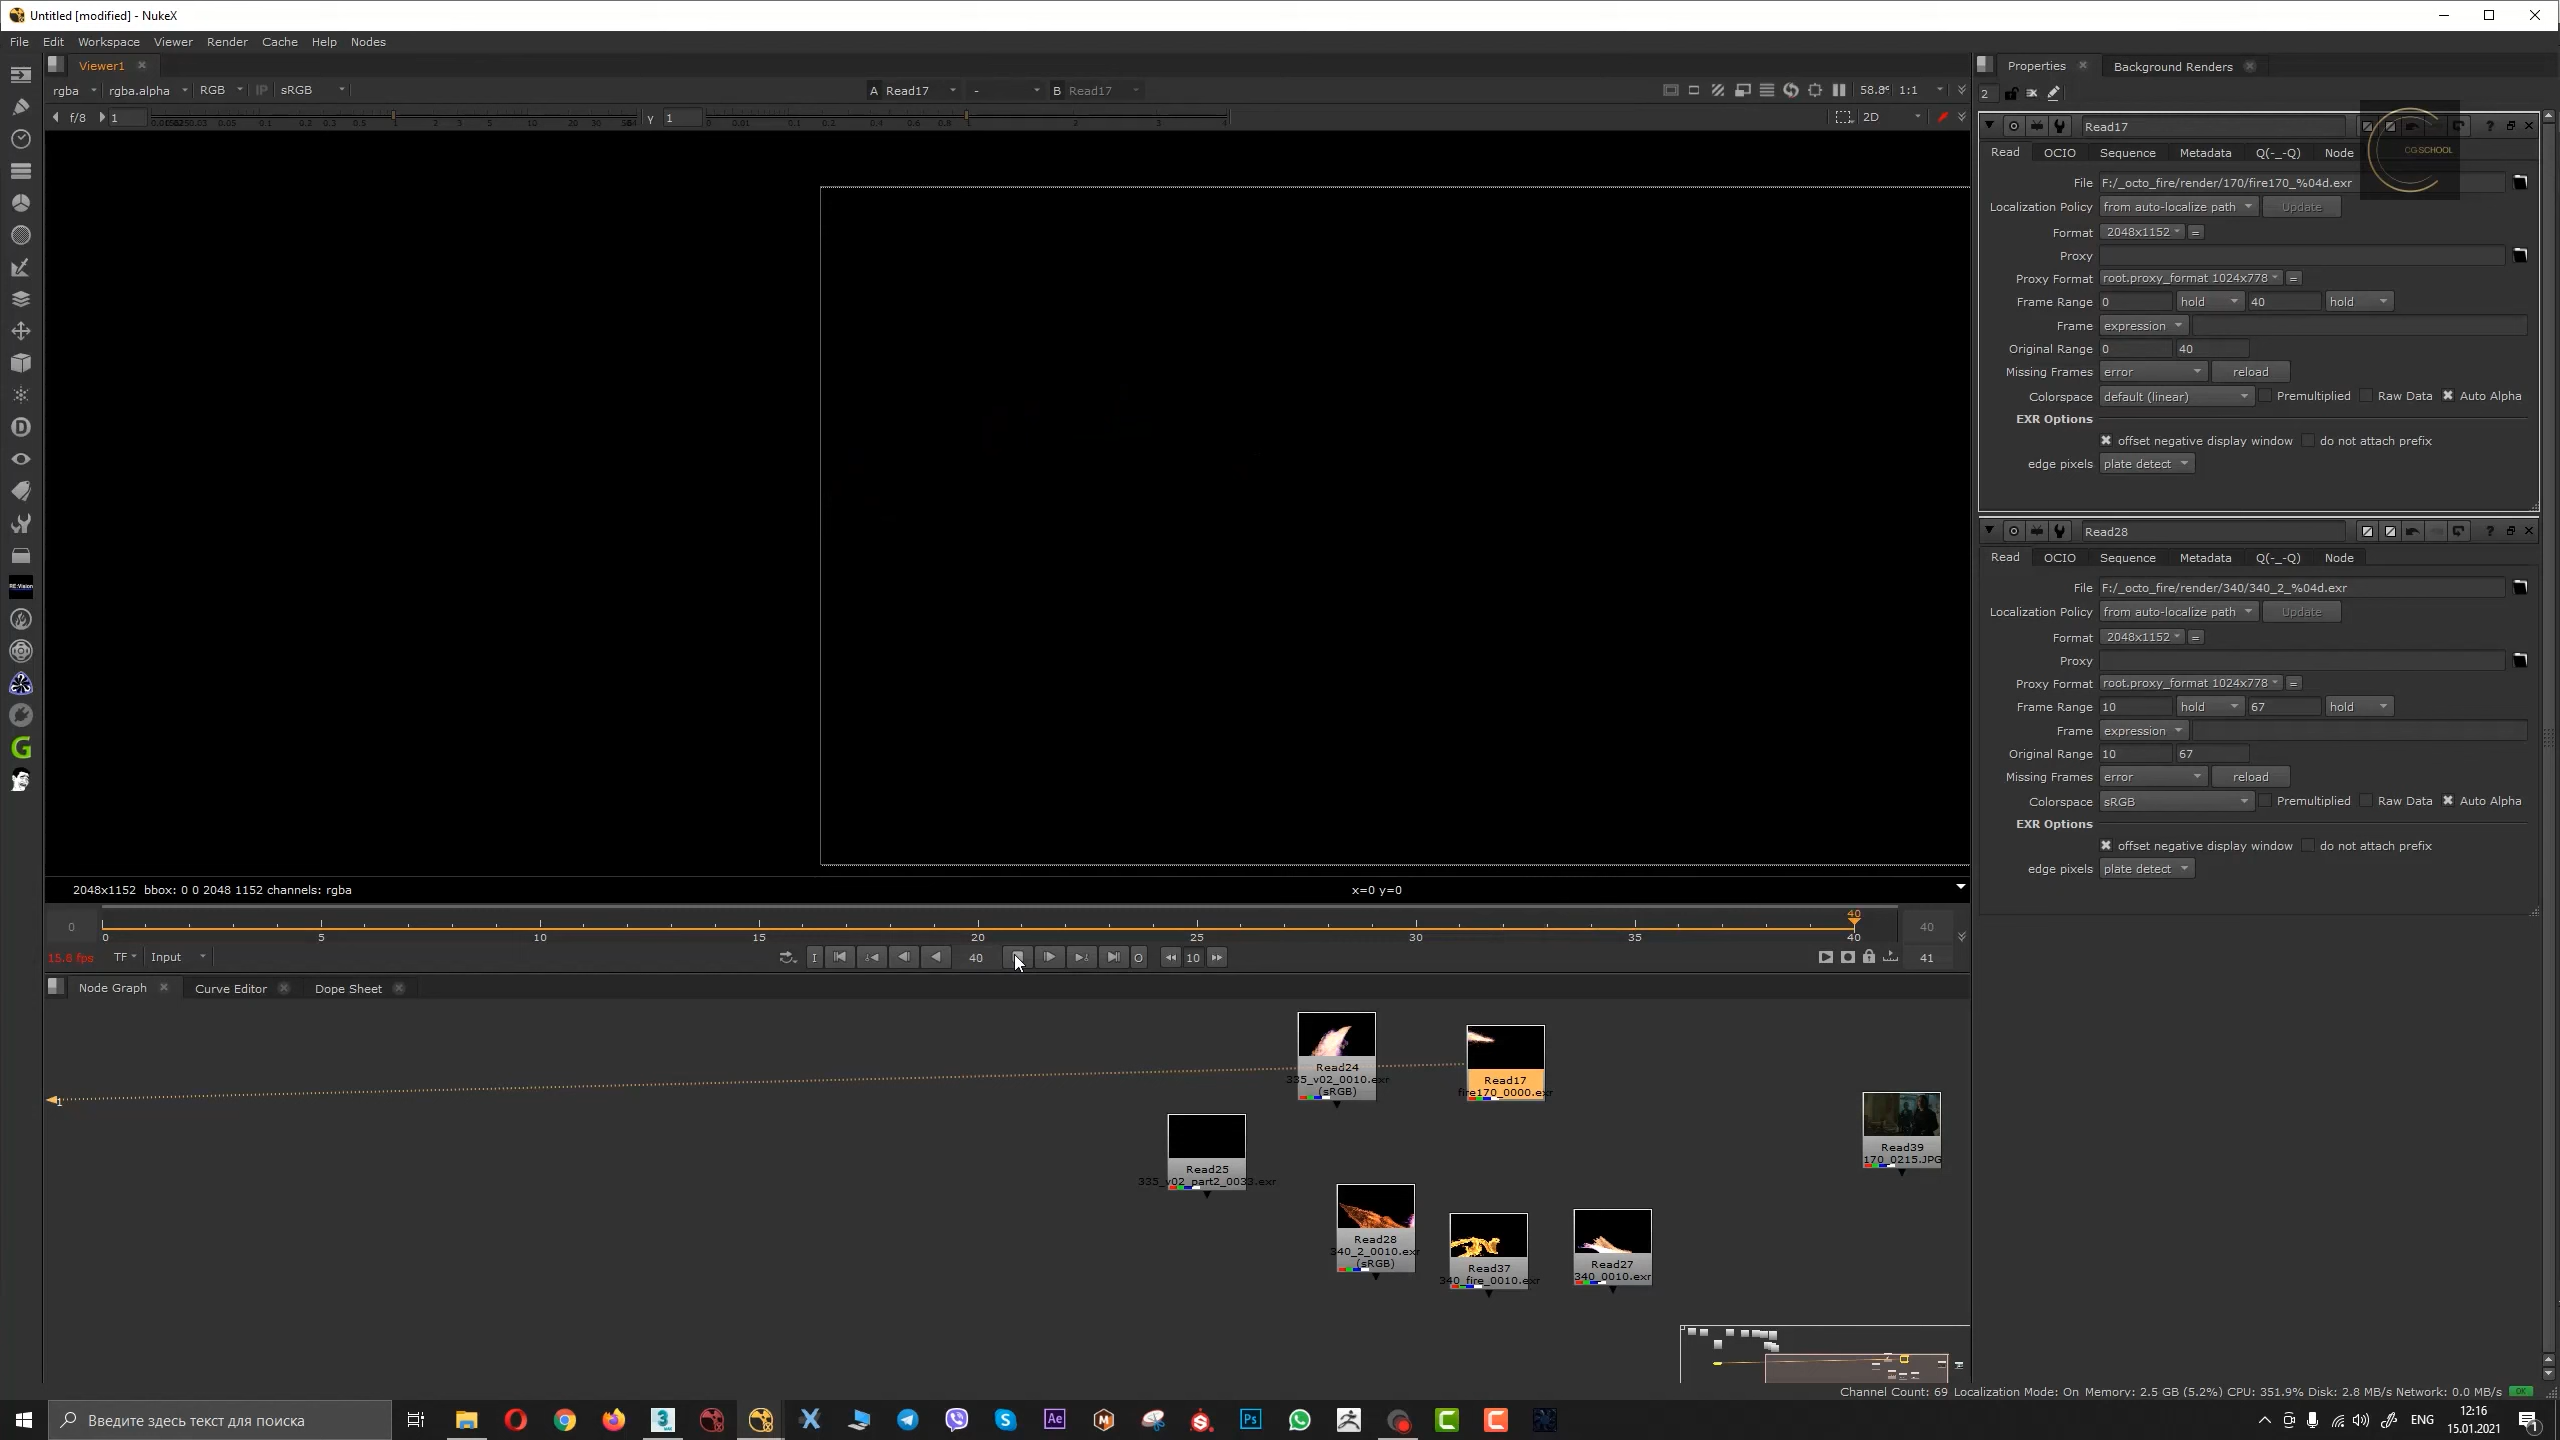 Untitled [modified] - NukeX
File Edit Workspace Viewer Render Cache Help Nodes
Viewer1
rgba rgba.alpha RGB IP sRGB A Read17 - B Read17 1:1
f/8 1 y 1 2D
2048x1152 bbox: 0 0 2048 1152 channels: rgba x=0 y=0
40
0 40
0 5 10 15 20 25 30 35 40
15.8 fps TF Input I 40 O 10 41
Node Graph Curve Editor Dope Sheet
Read24
335_v02_0010.exr
(sRGB)
Read17
fire170_0000.exr
Read25
335_v02_part2_0033.exr
Read39
170_0215.JPG
Read28
340_2_0010.exr
(sRGB)
Read37
340_fire_0010.exr
Read27
340_0010.exr
1
Properties Background Renders
2
Read17
CG SCHOOL
Read OCIO Sequence Metadata Q(-_-Q) Node
File F:/_octo_fire/render/170/fire170_%04d.exr
Localization Policy from auto-localize path Update
Format 2048x1152 =
Proxy
Proxy Format root.proxy_format 1024x778 =
Frame Range 0 hold 40 hold
Frame expression
Original Range 0 40
Missing Frames error reload
Colorspace default (linear) Premultiplied Raw Data Auto Alpha
EXR Options
offset negative display window do not attach prefix
edge pixels plate detect
Read28
Read OCIO Sequence Metadata Q(-_-Q) Node
File F:/_octo_fire/render/340/340_2_%04d.exr
Localization Policy from auto-localize path Update
Format 2048x1152 =
Proxy
Proxy Format root.proxy_format 1024x778 =
Frame Range 10 hold 67 hold
Frame expression
Original Range 10 67
Missing Frames error reload
Colorspace sRGB Premultiplied Raw Data Auto Alpha
EXR Options
offset negative display window do not attach prefix
edge pixels plate detect
Channel Count: 69 Localization Mode: On Memory: 2.5 GB (5.2%) CPU: 351.9% Disk: 2.8 MB/s Network: 0.0 MB/s OK
Введите здесь текст для поиска
ENG
12:16
15.01.2021